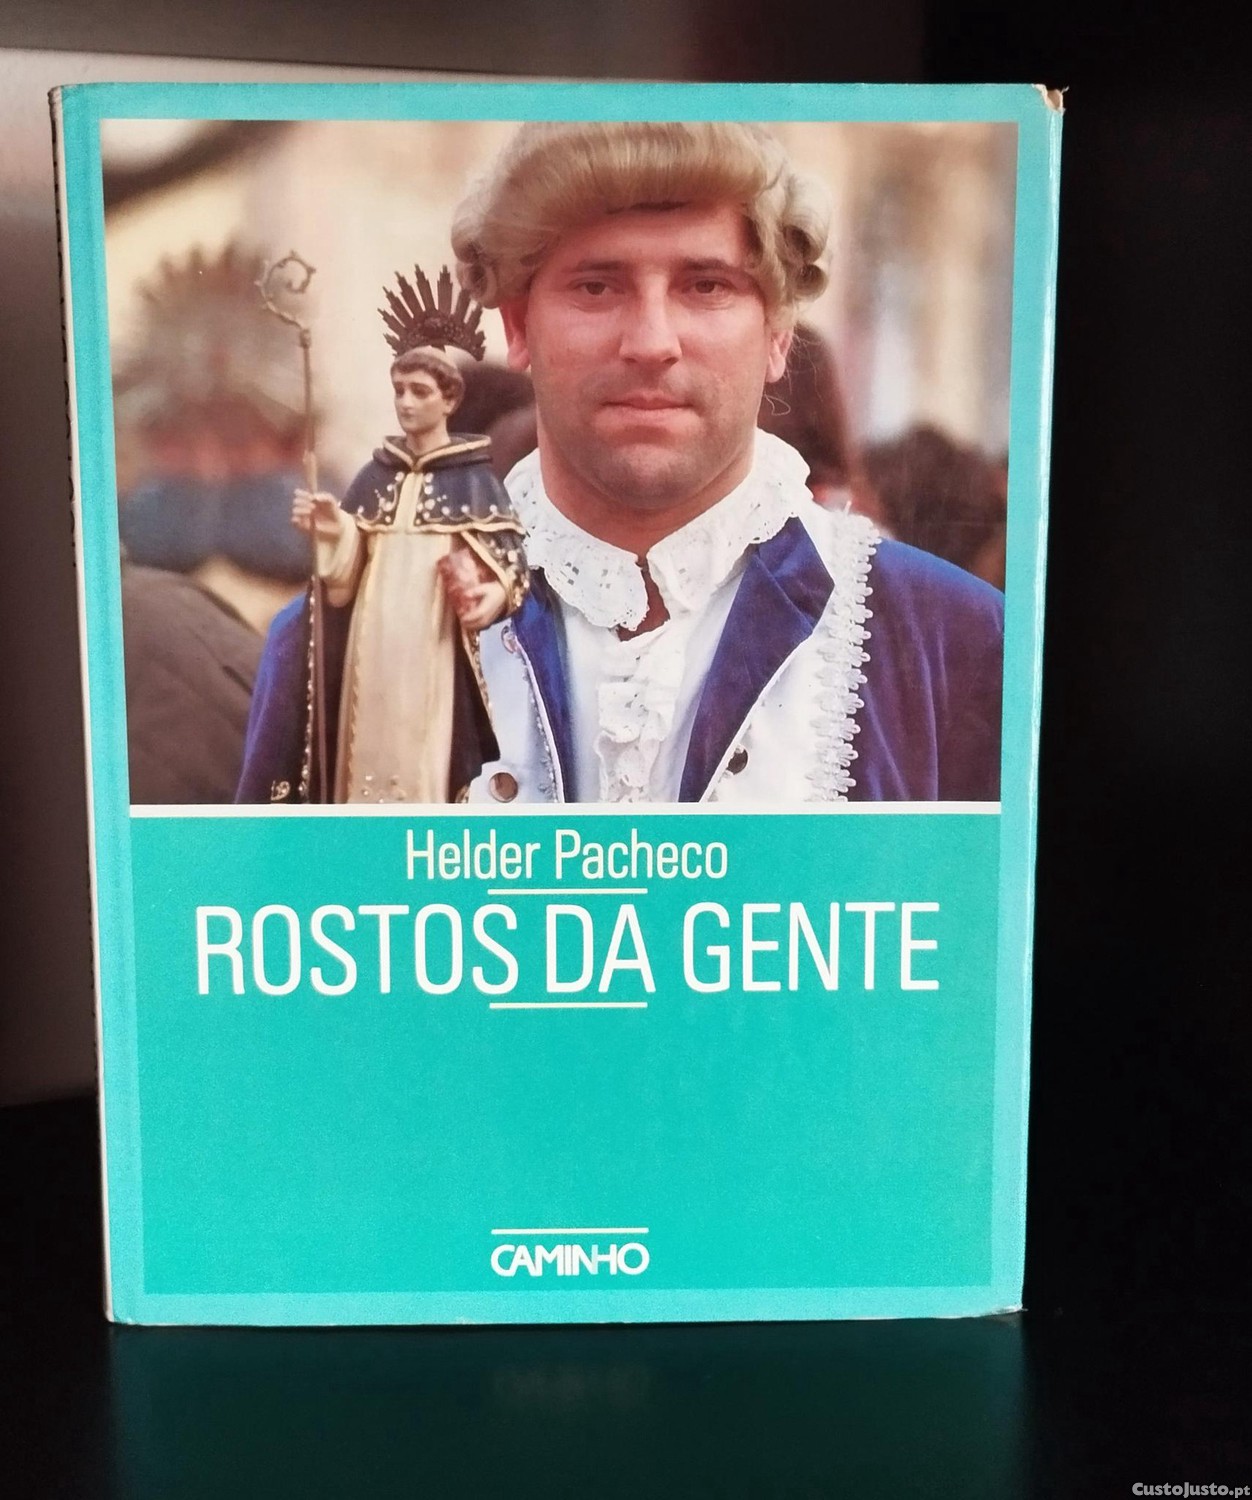 Helder Pacheco
ROSTOS DA GENTE
CAMINHO
CustoJusto.pt